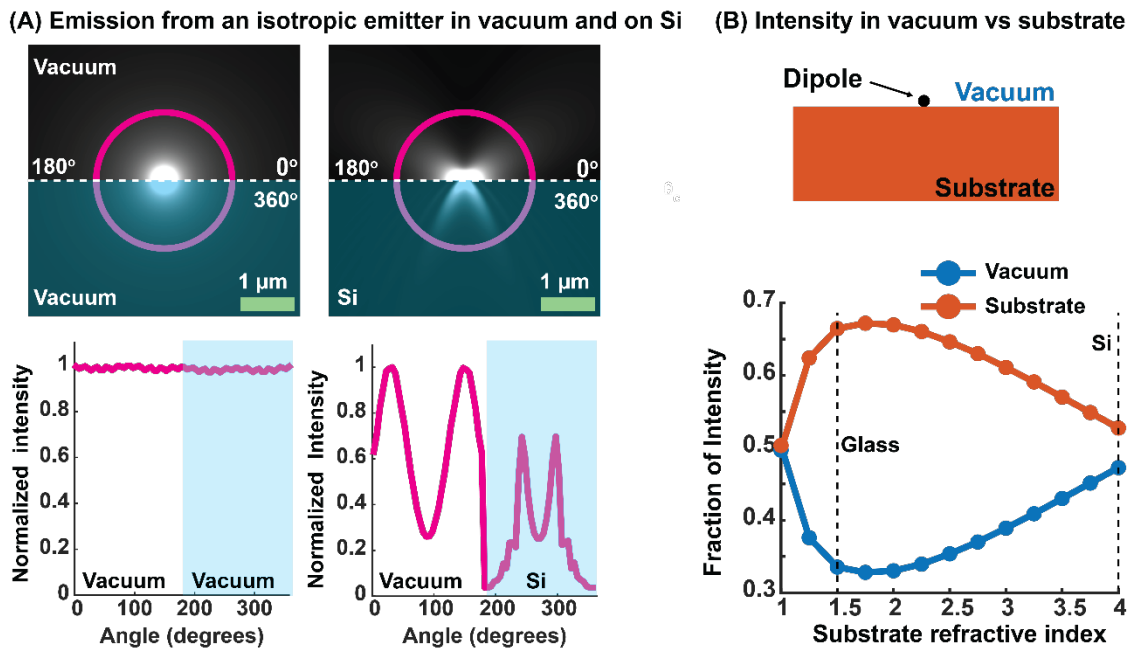 (A) Emission from an isotropic emitter in vacuum and on Si
(B) Intensity in vacuum vs substrate
Vacuum
180°
0°
360°
1 µm
Vacuum
180°
0°
360°
1 µm
Si
Dipole
Vacuum
Substrate
Normalized intensity
1
0.8
0.6
0.4
0.2
0
Vacuum
Vacuum
0
100
200
300
Angle (degrees)
Normalized Intensity
1
0.8
0.6
0.4
0.2
0
Vacuum
Si
0
100
200
300
Angle (degrees)
Vacuum
Substrate
Fraction of Intensity
0.7
0.6
0.5
0.4
0.3
Glass
Si
1
1.5
2
2.5
3
3.5
4
Substrate refractive index